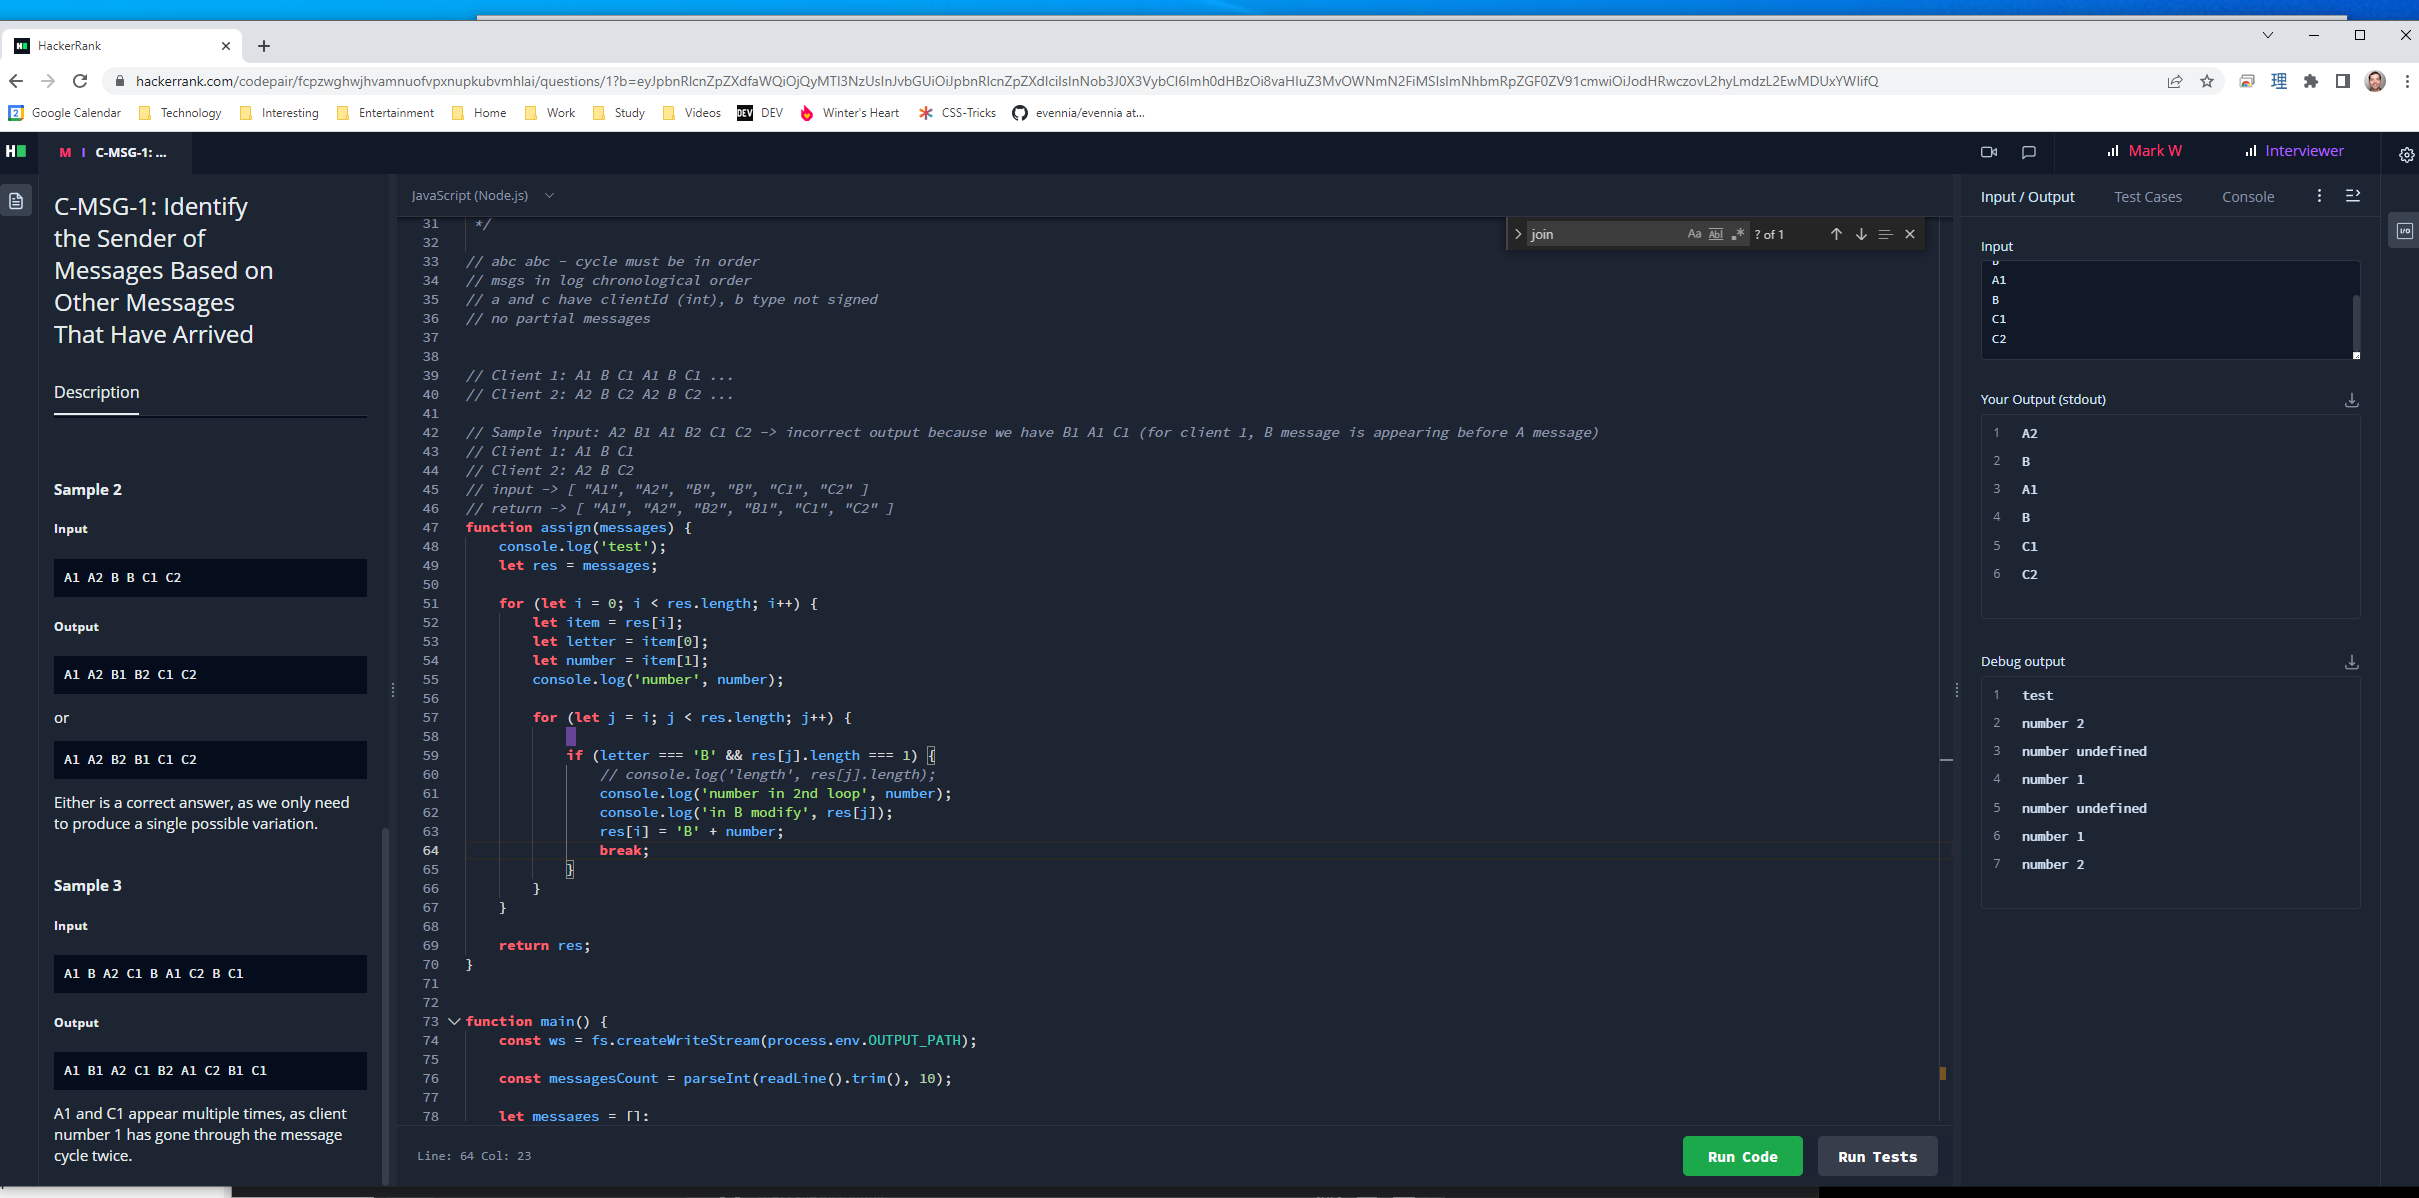 HackerRank
hackerrank.com/codepair/fcpzwghwjhvamnuofvpxnupkubvmhlai/questions/1?b=eyJpbnRlcnZpZXdfaWQiOjQyMTI3NzUsInJvbGUiOiJpbnRlcnZpZXdlciIsInNob3J0X3VybCI6Imh0dHBzOi8vaHIuZ3MvOWNmN2FiMSIsImNhbmRpZGF0ZV91cmwiOiJodHRwczovL2hyLmdzL2EwMDUxYWIifQ
Google Calendar Technology Interesting Entertainment Home Work Study Videos DEV DEV Winter's Heart CSS-Tricks evennia/evennia at...
M I C-MSG-1: ...
Mark W Interviewer
C-MSG-1: Identify
the Sender of
Messages Based on
Other Messages
That Have Arrived
Description
Sample 2
Input
A1 A2 B B C1 C2
Output
A1 A2 B1 B2 C1 C2
or
A1 A2 B2 B1 C1 C2
Either is a correct answer, as we only need
to produce a single possible variation.
Sample 3
Input
A1 B A2 C1 B A1 C2 B C1
Output
A1 B1 A2 C1 B2 A1 C2 B1 C1
A1 and C1 appear multiple times, as client
number 1 has gone through the message
cycle twice.
JavaScript (Node.js)
join Aa Abl .* ? of 1
31 */
32
33 // abc abc - cycle must be in order
34 // msgs in log chronological order
35 // a and c have clientId (int), b type not signed
36 // no partial messages
37
38
39 // Client 1: A1 B C1 A1 B C1 ...
40 // Client 2: A2 B C2 A2 B C2 ...
41
42 // Sample input: A2 B1 A1 B2 C1 C2 -> incorrect output because we have B1 A1 C1 (for client 1, B message is appearing before A message)
43 // Client 1: A1 B C1
44 // Client 2: A2 B C2
45 // input -> [ "A1", "A2", "B", "B", "C1", "C2" ]
46 // return -> [ "A1", "A2", "B2", "B1", "C1", "C2" ]
47 function assign(messages) {
48 console.log('test');
49 let res = messages;
50
51 for (let i = 0; i < res.length; i++) {
52 let item = res[i];
53 let letter = item[0];
54 let number = item[1];
55 console.log('number', number);
56
57 for (let j = i; j < res.length; j++) {
58
59 if (letter === 'B' && res[j].length === 1) {
60 // console.log('length', res[j].length);
61 console.log('number in 2nd loop', number);
62 console.log('in B modify', res[j]);
63 res[i] = 'B' + number;
64 break;
65 }
66 }
67 }
68
69 return res;
70 }
71
72
73 function main() {
74 const ws = fs.createWriteStream(process.env.OUTPUT_PATH);
75
76 const messagesCount = parseInt(readLine().trim(), 10);
77
78 let messages = [];
Line: 64 Col: 23
Run Code Run Tests
Input / Output Test Cases Console
Input
B
A1
B
C1
C2
Your Output (stdout)
1 A2
2 B
3 A1
4 B
5 C1
6 C2
Debug output
1 test
2 number 2
3 number undefined
4 number 1
5 number undefined
6 number 1
7 number 2